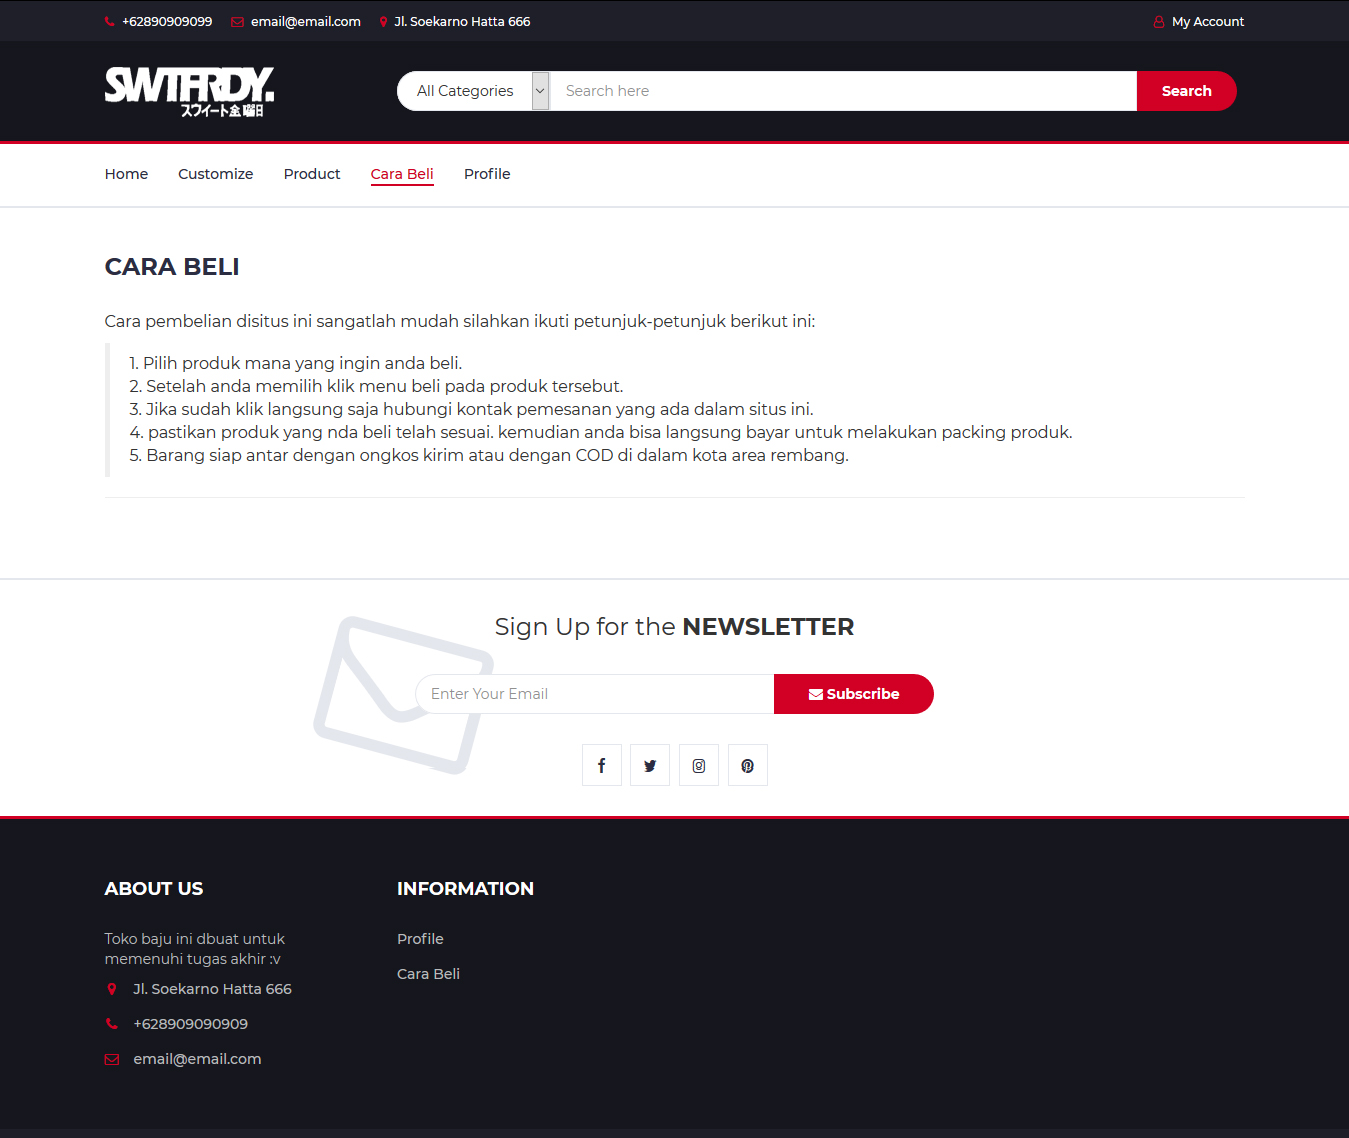 +62890909099 email@email.com Jl. Soekarno Hatta 666 My Account
SWTFRDY.
スウィート金曜日
All Categories Search here Search
Home Customize Product Cara Beli Profile
CARA BELI
Cara pembelian disitus ini sangatlah mudah silahkan ikuti petunjuk-petunjuk berikut ini:
1. Pilih produk mana yang ingin anda beli.
2. Setelah anda memilih klik menu beli pada produk tersebut.
3. Jika sudah klik langsung saja hubungi kontak pemesanan yang ada dalam situs ini.
4. pastikan produk yang nda beli telah sesuai. kemudian anda bisa langsung bayar untuk melakukan packing produk.
5. Barang siap antar dengan ongkos kirim atau dengan COD di dalam kota area rembang.
Sign Up for the NEWSLETTER
Enter Your Email Subscribe
ABOUT US
Toko baju ini dbuat untuk
memenuhi tugas akhir :v
Jl. Soekarno Hatta 666
+628909090909
email@email.com
INFORMATION
Profile
Cara Beli